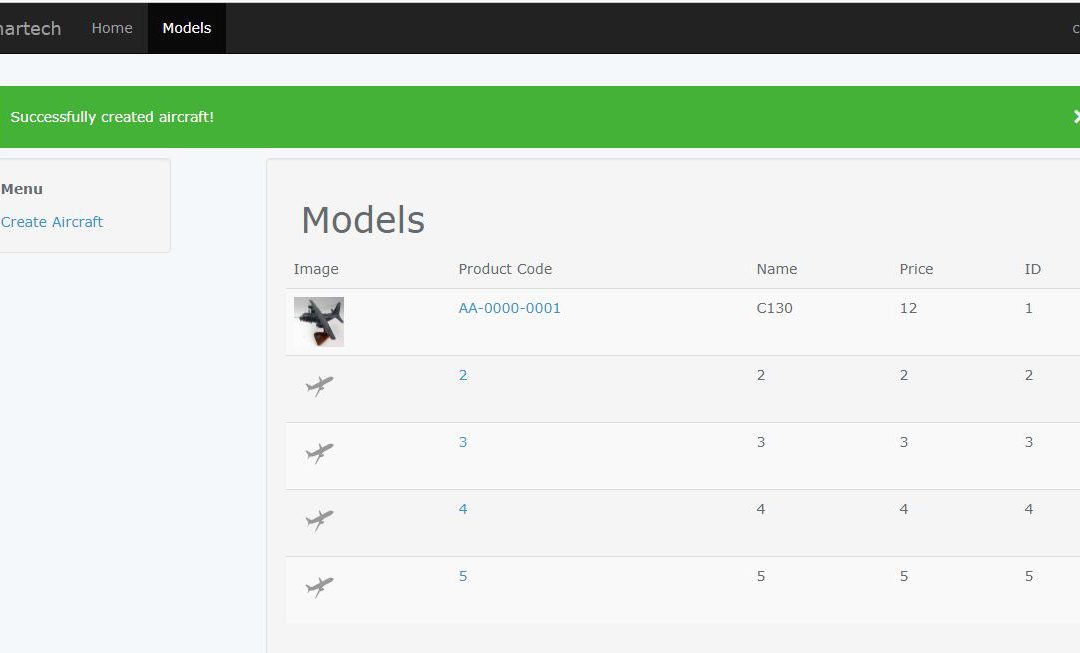 artech Home Models
Successfully created aircraft!
Menu
Create Aircraft
Models
Image Product Code Name Price ID
AA-0000-0001 C130 12 1
2 2 2 2
3 3 3 3
4 4 4 4
5 5 5 5